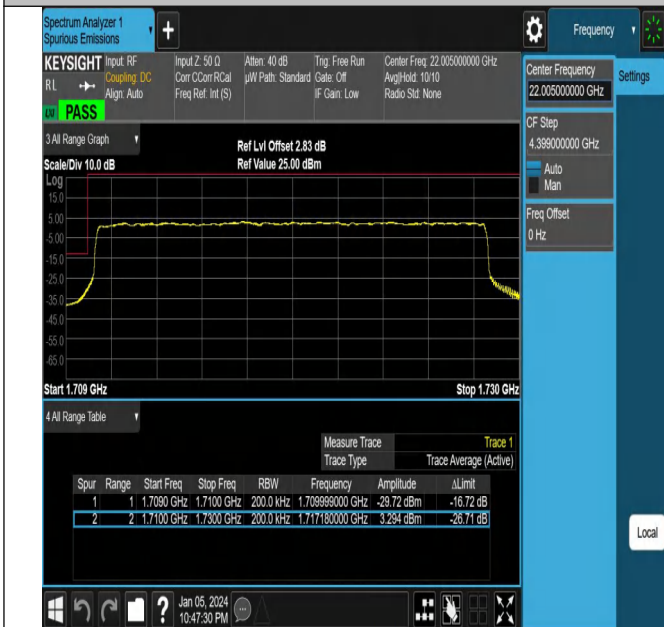 Spectrum Analyzer 1
Spurious Emissions
+
Frequency
KEYSIGHT Input: RF
RL
Coupling: DC
Align: Auto
Input Z: 50 Ω
Corr CCorr RCal
Freq Ref: Int (S)
Atten: 40 dB
µW Path: Standard
Trig: Free Run
Gate: Off
IF Gain: Low
Center Freq: 22.005000000 GHz
Avg|Hold: 10/10
Radio Std: None
PASS
Center Frequency
22.005000000 GHz
Settings
CF Step
4.399000000 GHz
Auto
Man
Freq Offset
0 Hz
3 All Range Graph
Ref Lvl Offset 2.83 dB
Scale/Div 10.0 dB
Ref Value 25.00 dBm
Log
15.0
5.00
-5.00
-15.0
-25.0
-35.0
-45.0
-55.0
-65.0
Start 1.709 GHz
Stop 1.730 GHz
4 All Range Table
Measure Trace Trace 1
Trace Type Trace Average (Active)
Spur Range Start Freq Stop Freq RBW Frequency Amplitude ΔLimit
1 1 1.7090 GHz 1.7100 GHz 200.0 kHz 1.709999000 GHz -29.72 dBm -16.72 dB
2 2 1.7100 GHz 1.7300 GHz 200.0 kHz 1.717180000 GHz 3.294 dBm -26.71 dB
Local
?
Jan 05, 2024
10:47:30 PM